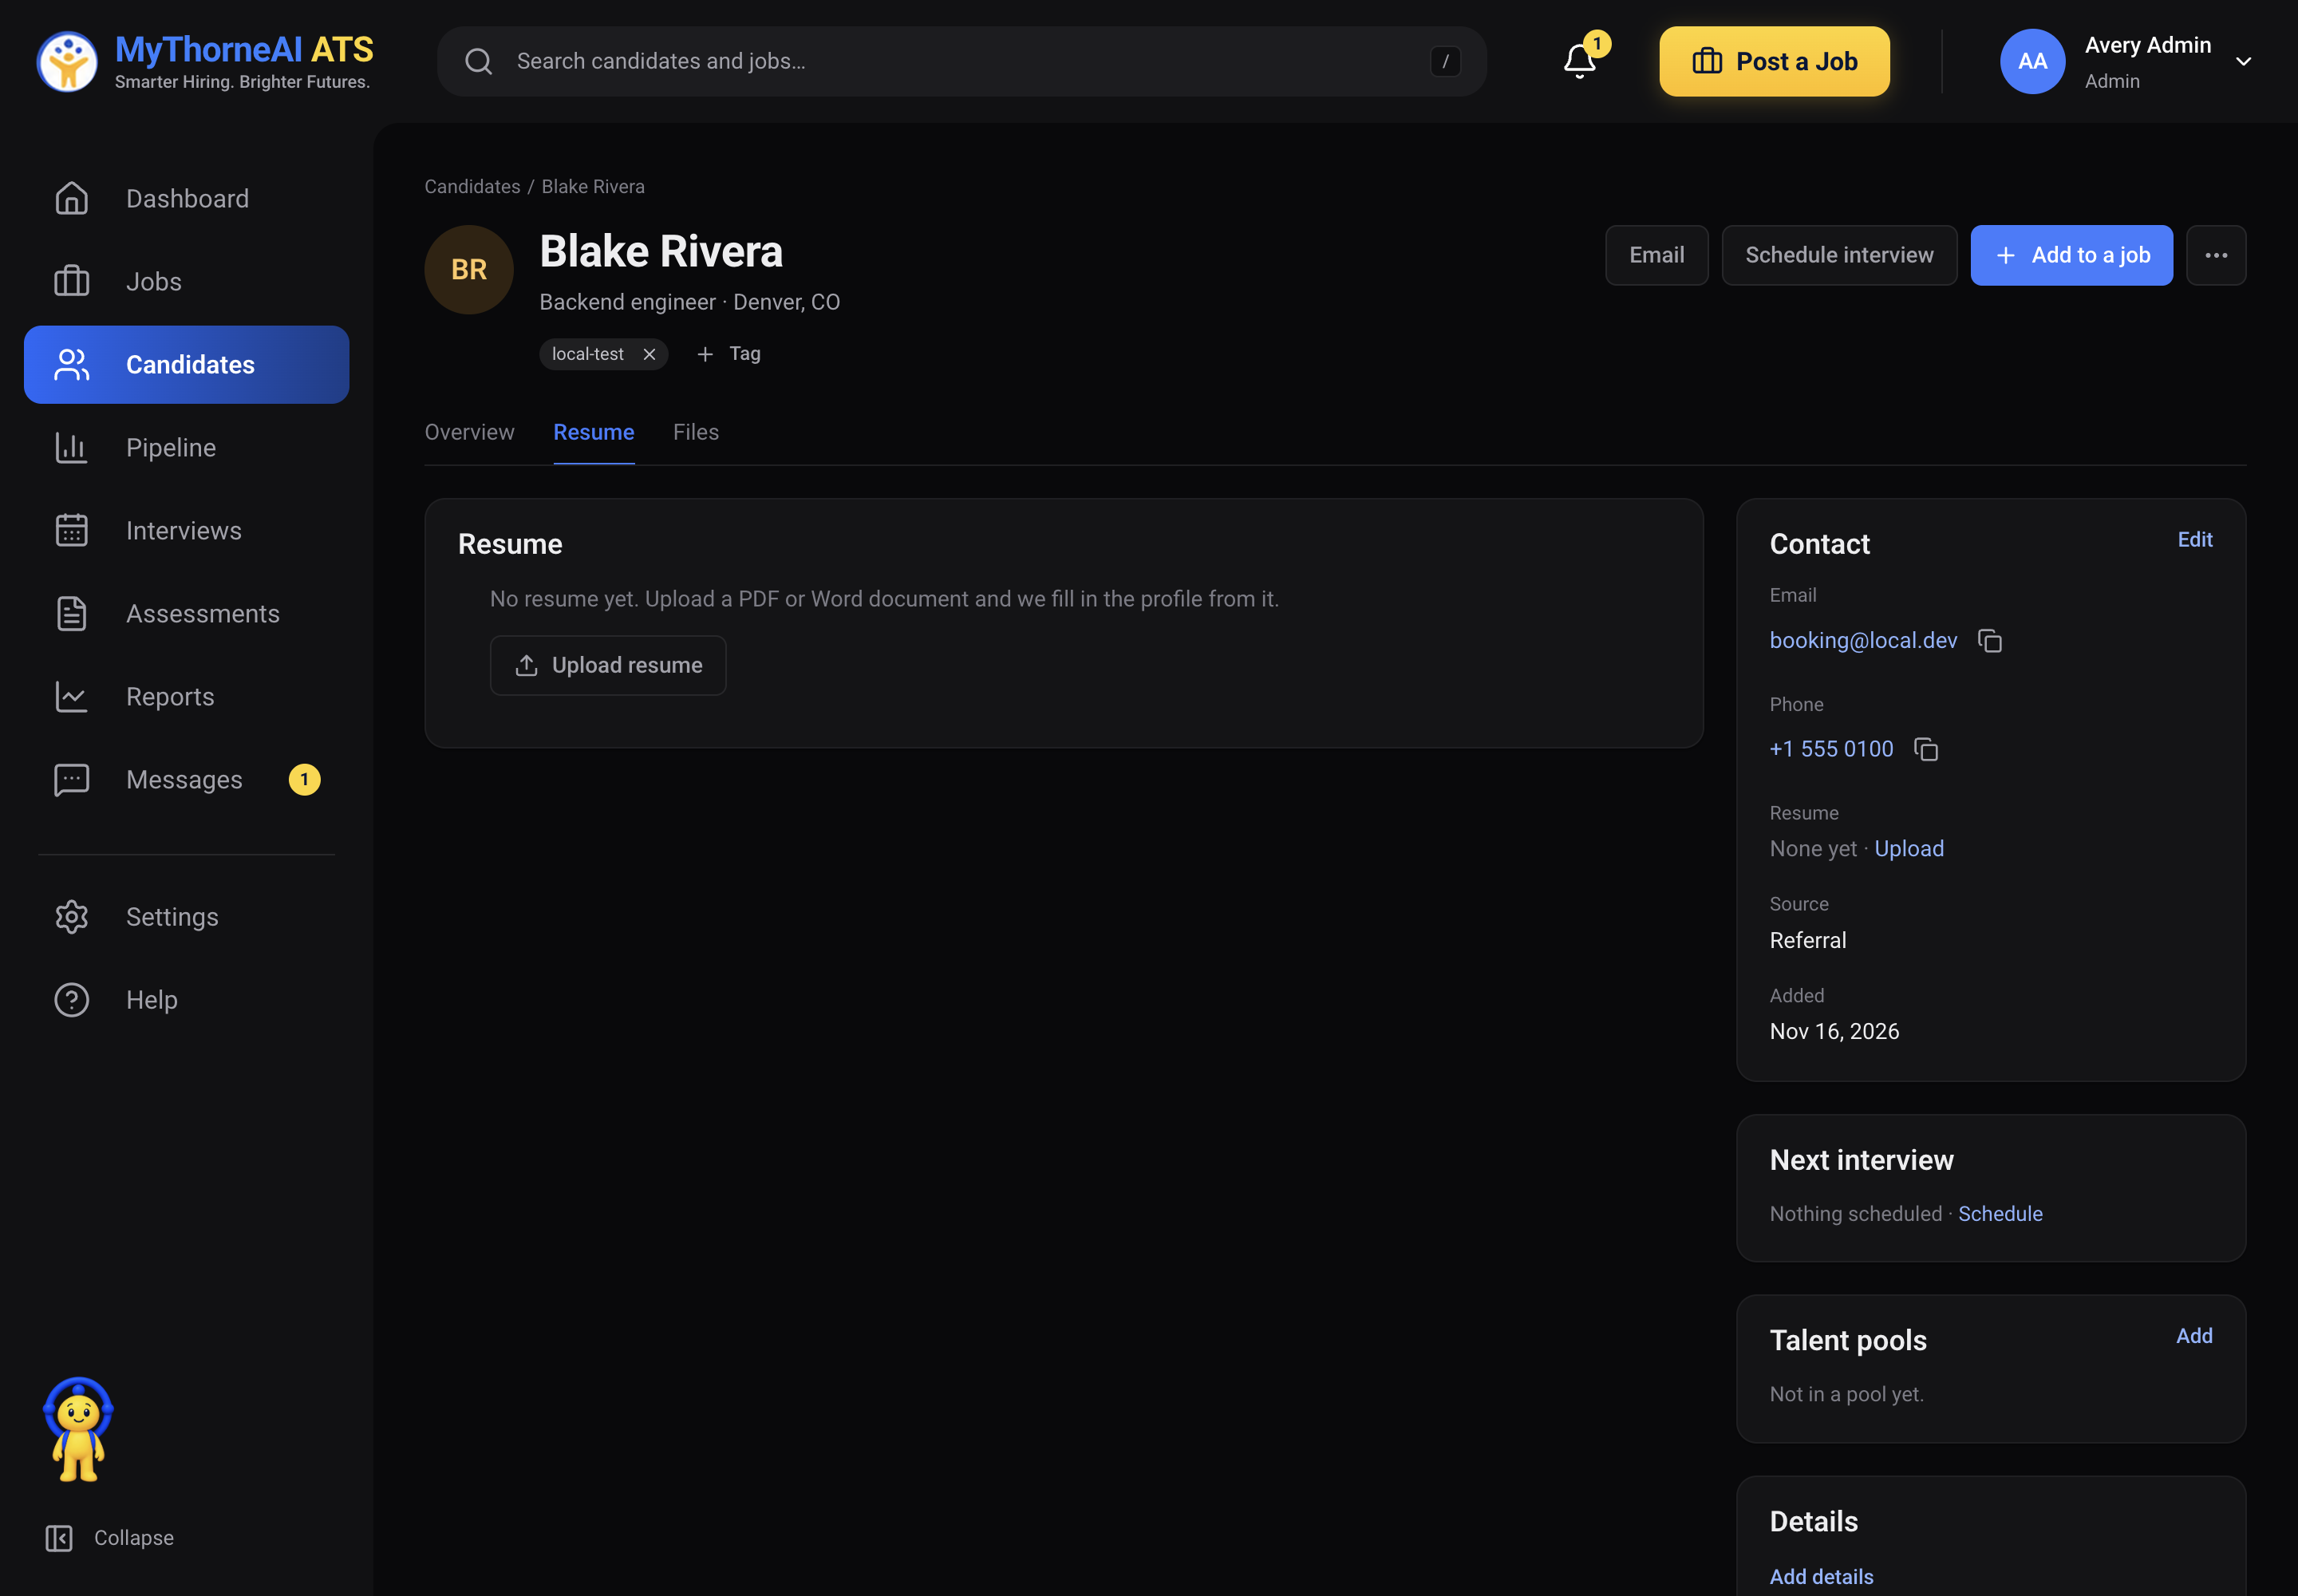 MyThorneAI ATS
Smarter Hiring. Brighter Futures.
Search candidates and jobs…
/
1
Post a Job
AA
Avery Admin
Admin
Dashboard
Jobs
Candidates
Pipeline
Interviews
Assessments
Reports
Messages
1
Settings
Help
Collapse
Candidates / Blake Rivera
BR
Blake Rivera
Backend engineer · Denver, CO
local-test
Tag
Email
Schedule interview
Add to a job
Overview
Resume
Files
Resume
No resume yet. Upload a PDF or Word document and we fill in the profile from it.
Upload resume
Contact
Edit
Email
booking@local.dev
Phone
+1 555 0100
Resume
None yet · Upload
Source
Referral
Added
Nov 16, 2026
Next interview
Nothing scheduled · Schedule
Talent pools
Add
Not in a pool yet.
Details
Add details